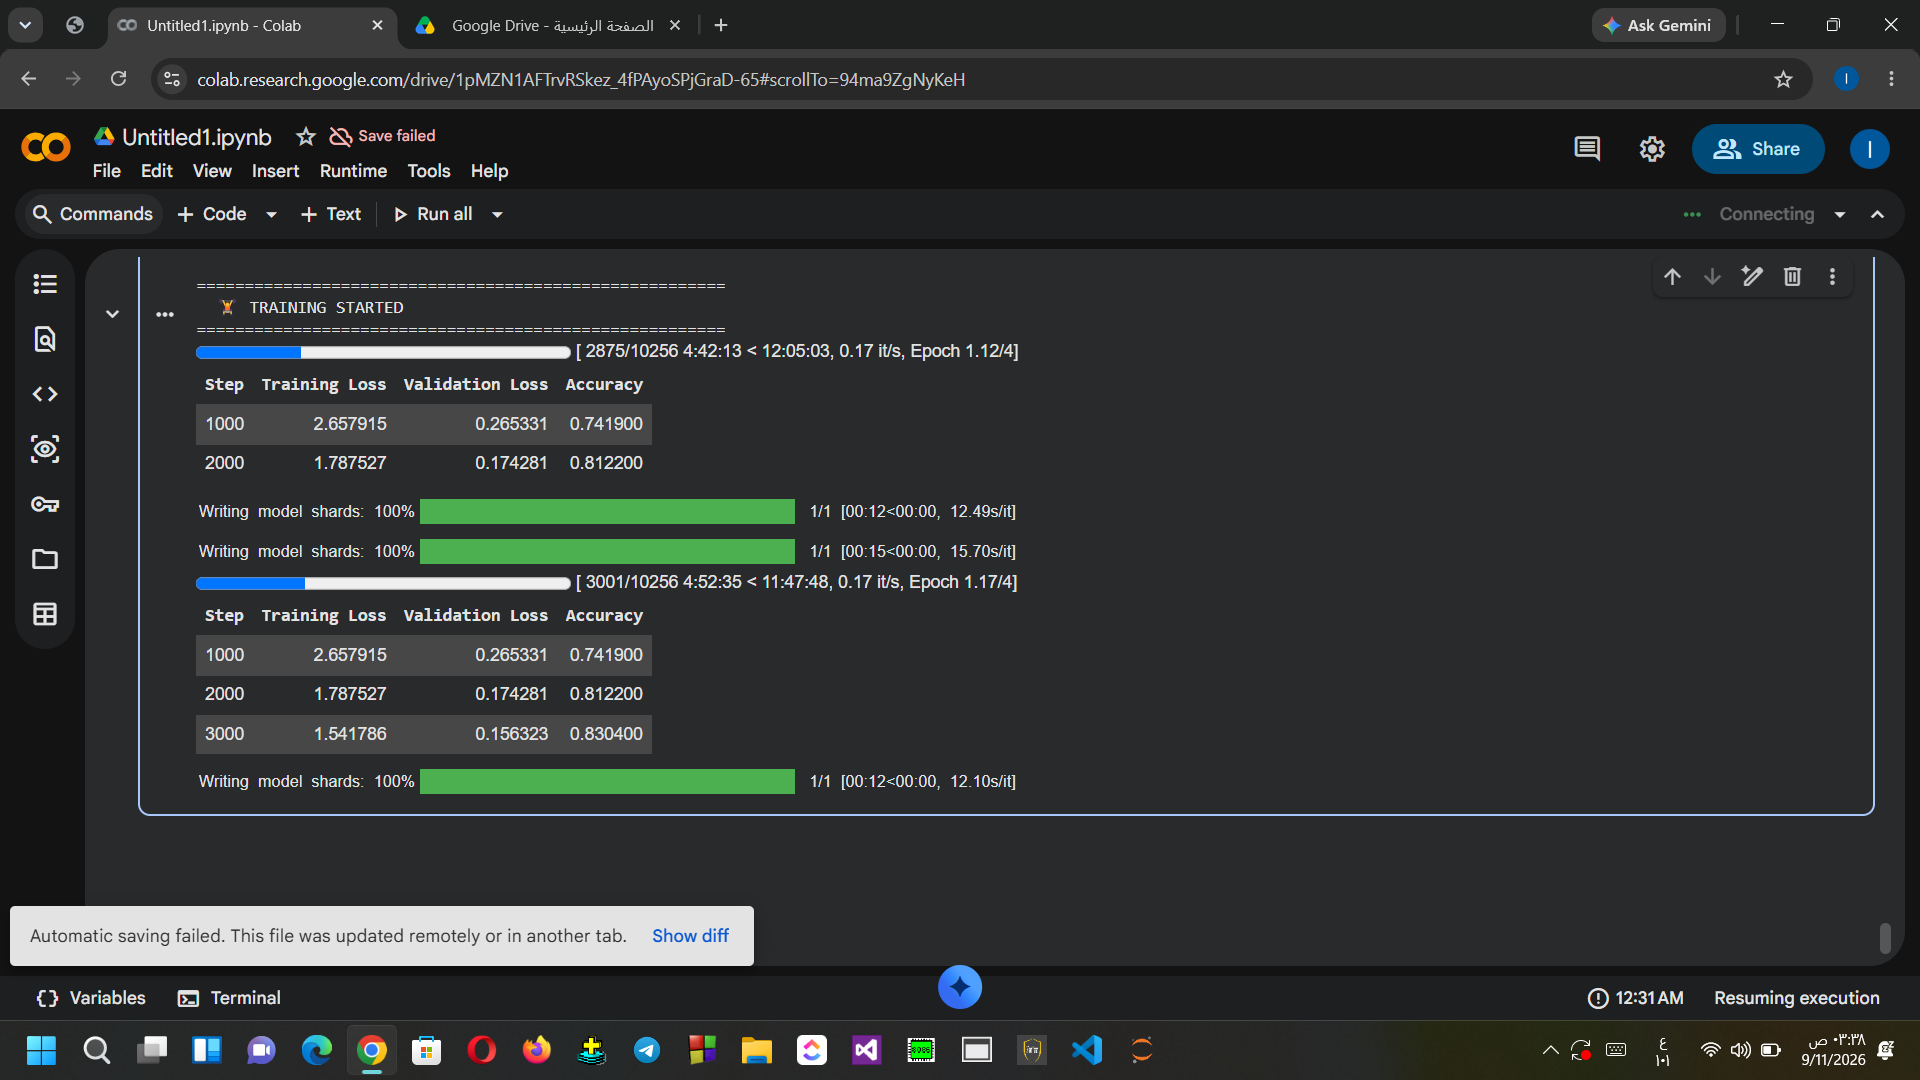 Untitled1.ipynb - Colab
Google Drive - الصفحة الرئيسية
Ask Gemini
colab.research.google.com/drive/1pMZN1AFTrvRSkez_4fPAyoSPjGraD-65#scrollTo=94ma9ZgNyKeH
I
CO
Untitled1.ipynb
Save failed
File Edit View Insert Runtime Tools Help
Share
I
Commands + Code + Text Run all
Connecting
=======================================================
TRAINING STARTED
=======================================================
[ 2875/10256 4:42:13 < 12:05:03, 0.17 it/s, Epoch 1.12/4]
Step Training Loss Validation Loss Accuracy
1000 2.657915 0.265331 0.741900
2000 1.787527 0.174281 0.812200
Writing model shards: 100% 1/1 [00:12<00:00, 12.49s/it]
Writing model shards: 100% 1/1 [00:15<00:00, 15.70s/it]
[ 3001/10256 4:52:35 < 11:47:48, 0.17 it/s, Epoch 1.17/4]
Step Training Loss Validation Loss Accuracy
1000 2.657915 0.265331 0.741900
2000 1.787527 0.174281 0.812200
3000 1.541786 0.156323 0.830400
Writing model shards: 100% 1/1 [00:12<00:00, 12.10s/it]
Automatic saving failed. This file was updated remotely or in another tab. Show diff
Variables Terminal
12:31 AM Resuming execution
ع
١٠١
٠٣:٣٨ ص
9/11/2026